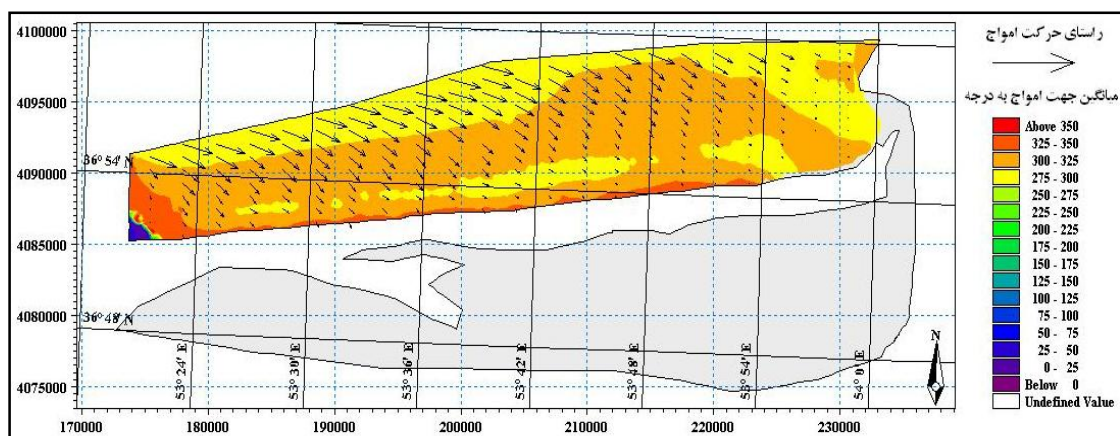 4100000
4095000
4090000
4085000
4080000
4075000
36° 54' N
36° 48' N
53° 24' E
53° 30' E
53° 36' E
53° 42' E
53° 48' E
53° 54' E
54° 0' E
170000 180000 190000 200000 210000 220000 230000
N
راستای حرکت امواج
میانگین جهت امواج به درجه
Above 350
325 - 350
300 - 325
275 - 300
250 - 275
225 - 250
200 - 225
175 - 200
150 - 175
125 - 150
100 - 125
75 - 100
50 - 75
25 - 50
0 - 25
Below 0
Undefined Value